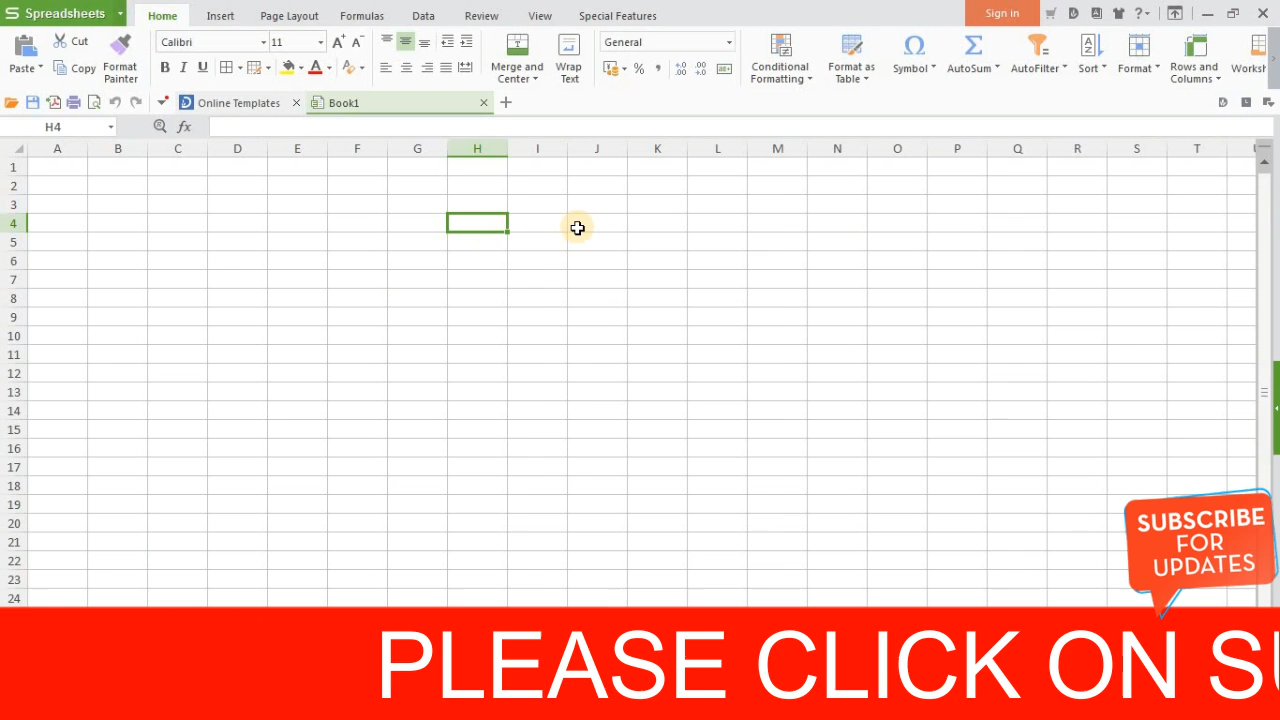 Spreadsheets
Home
Insert
Page Layout
Formulas
Data
Review
View
Special Features
Sign in
Paste
Cut
Copy
Format
Painter
Calibri
11
B I U
A
Merge and
Center
Wrap
Text
General
%
Conditional
Formatting
Format as
Table
Symbol
AutoSum
AutoFilter
Sort
Format
Rows and
Columns
Online Templates
Book1
H4
fx
A B C D E F G H I J K L M N O P Q R S T
1
2
3
4
5
6
7
8
9
10
11
12
13
14
15
16
17
18
19
20
21
22
23
24
SUBSCRIBE
FOR
UPDATES
PLEASE CLICK ON